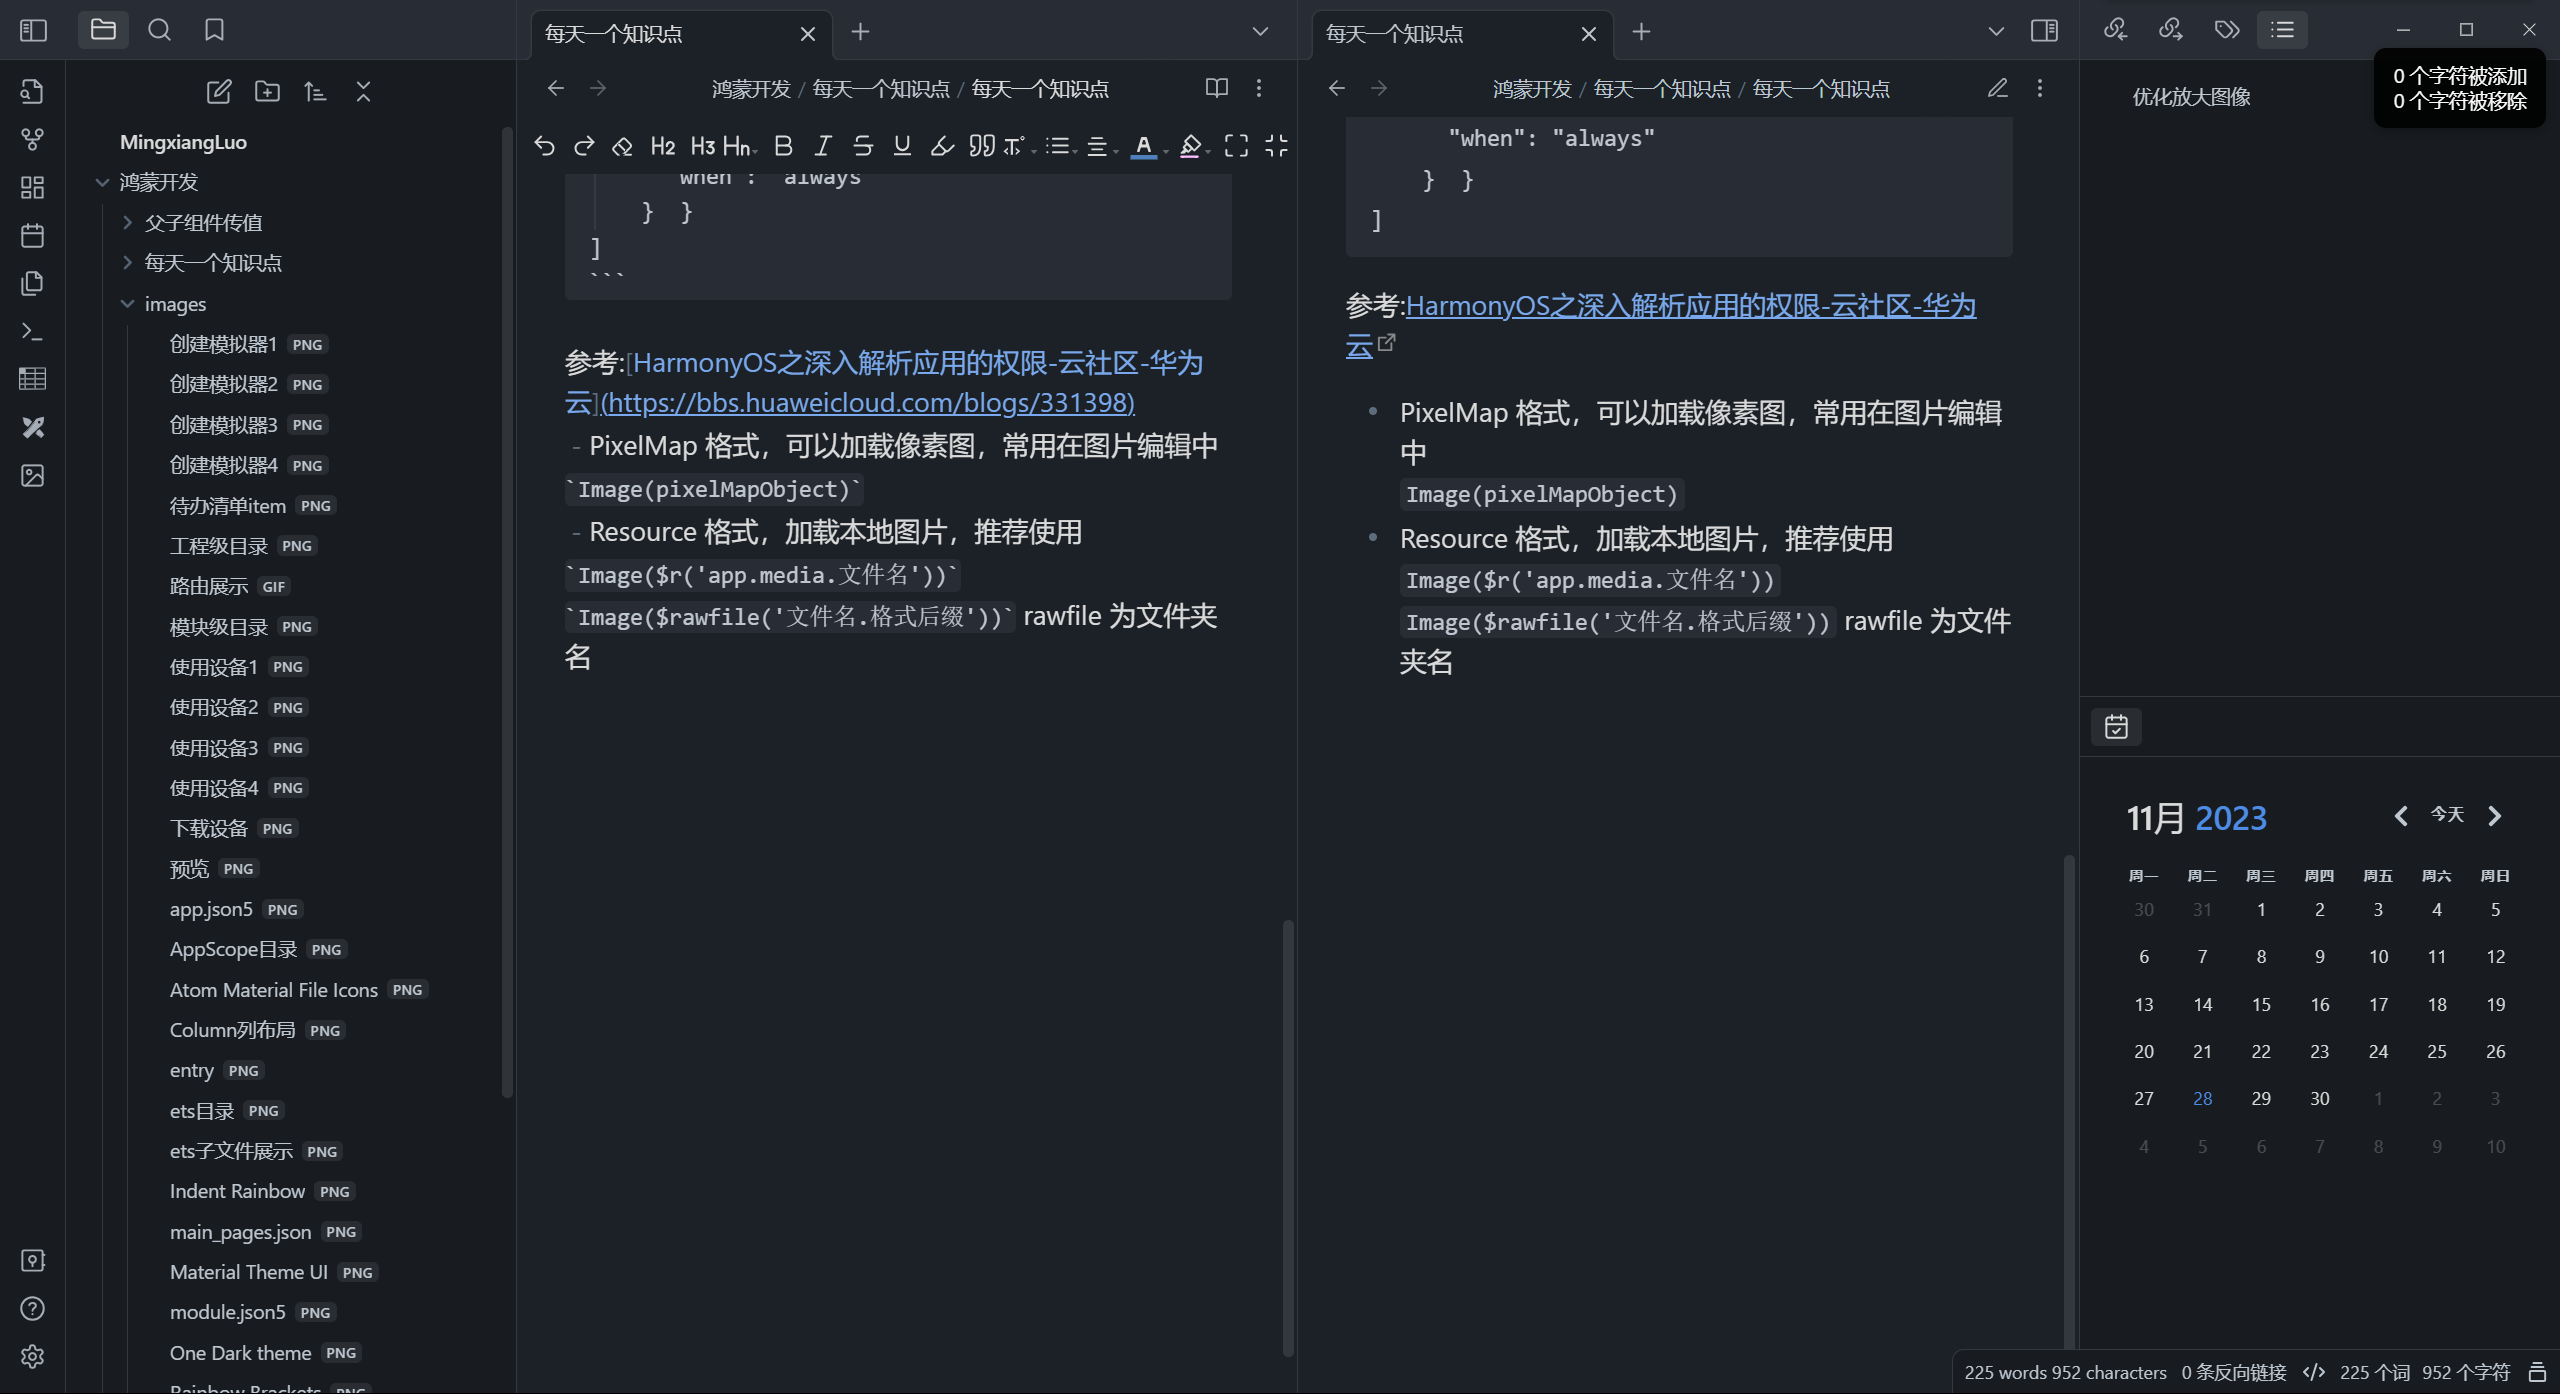 每天一个知识点
每天一个知识点
0 个字符被添加
0 个字符被移除
MingxiangLuo
鸿蒙开发
父子组件传值
每天一个知识点
images
创建模拟器1 PNG
创建模拟器2 PNG
创建模拟器3 PNG
创建模拟器4 PNG
待办清单item PNG
工程级目录 PNG
路由展示 GIF
模块级目录 PNG
使用设备1 PNG
使用设备2 PNG
使用设备3 PNG
使用设备4 PNG
下载设备 PNG
预览 PNG
app.json5 PNG
AppScope目录 PNG
Atom Material File Icons PNG
Column列布局 PNG
entry PNG
ets目录 PNG
ets子文件展示 PNG
Indent Rainbow PNG
main_pages.json PNG
Material Theme UI PNG
module.json5 PNG
One Dark theme PNG
Rainbow Brackets PNG
鸿蒙开发 / 每天一个知识点 / 每天一个知识点
H2 H3 Hn B I S U A
"when": "always"
} }
]
```
参考:[HarmonyOS之深入解析应用的权限-云社区-华为
云](https://bbs.huaweicloud.com/blogs/331398)
- PixelMap 格式，可以加载像素图，常用在图片编辑中
`Image(pixelMapObject)`
- Resource 格式，加载本地图片，推荐使用
`Image($r('app.media.文件名'))`
`Image($rawfile('文件名.格式后缀'))` rawfile 为文件夹
名
鸿蒙开发 / 每天一个知识点 / 每天一个知识点
"when": "always"
} }
]
参考:HarmonyOS之深入解析应用的权限-云社区-华为
云
PixelMap 格式，可以加载像素图，常用在图片编辑
中
Image(pixelMapObject)
Resource 格式，加载本地图片，推荐使用
Image($r('app.media.文件名'))
Image($rawfile('文件名.格式后缀')) rawfile 为文件
夹名
优化放大图像
11月 2023
今天
周一 周二 周三 周四 周五 周六 周日
30 31 1 2 3 4 5
6 7 8 9 10 11 12
13 14 15 16 17 18 19
20 21 22 23 24 25 26
27 28 29 30 1 2 3
4 5 6 7 8 9 10
225 words 952 characters 0 条反向链接 </> 225 个词 952 个字符